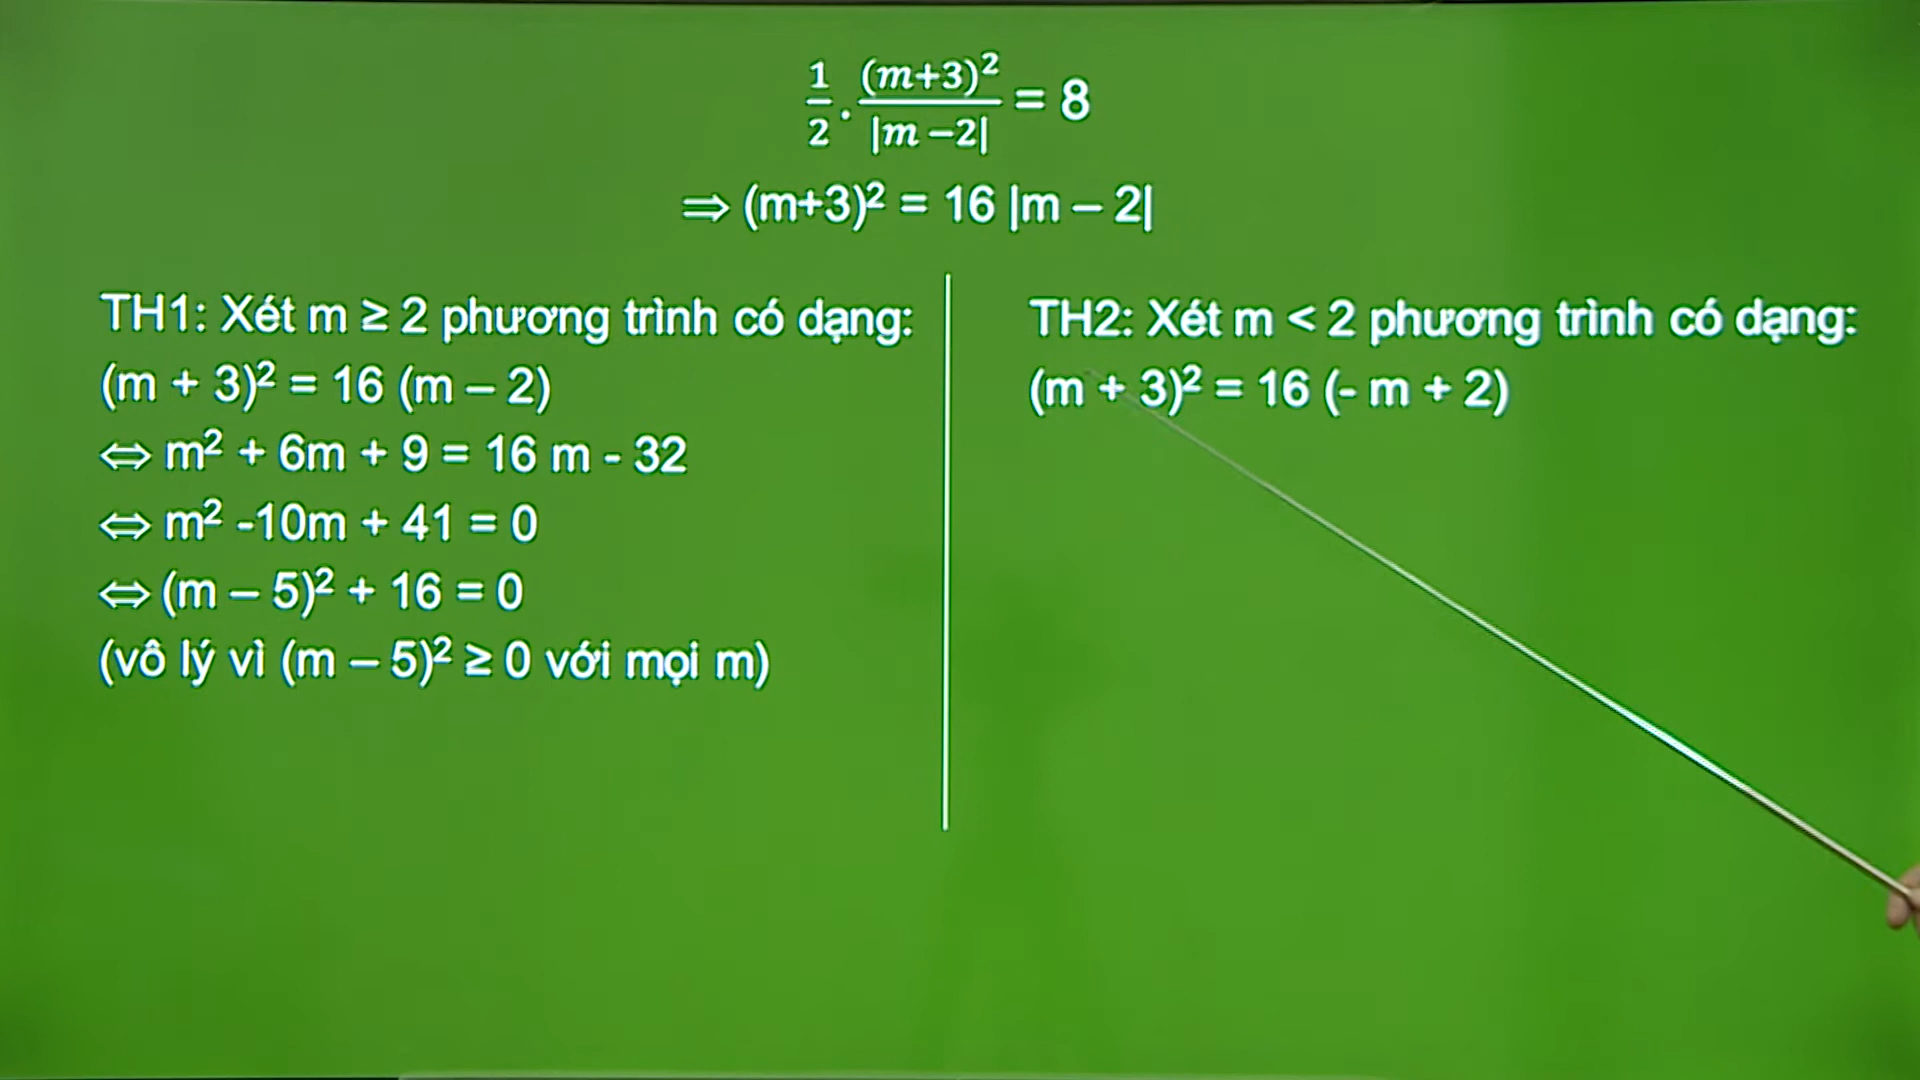 ½ . (m+3)² / |m –2| = 8
⇒ (m+3)² = 16 |m – 2|
TH1: Xét m ≥ 2 phương trình có dạng:
(m + 3)² = 16 (m – 2)
⇔ m² + 6m + 9 = 16 m - 32
⇔ m² -10m + 41 = 0
⇔ (m – 5)² + 16 = 0
(vô lý vì (m – 5)² ≥ 0 với mọi m)
TH2: Xét m < 2 phương trình có dạng:
(m + 3)² = 16 (- m + 2)